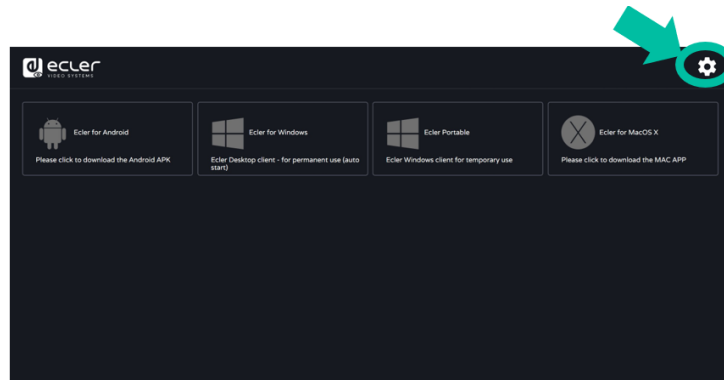 ecler
VIDEO SYSTEMS
Ecler for Android
Please click to download the Android APK
Ecler for Windows
Ecler Desktop client - for permanent use (auto
start)
Ecler Portable
Ecler Windows client for temporary use
Ecler for MacOS X
Please click to download the MAC APP